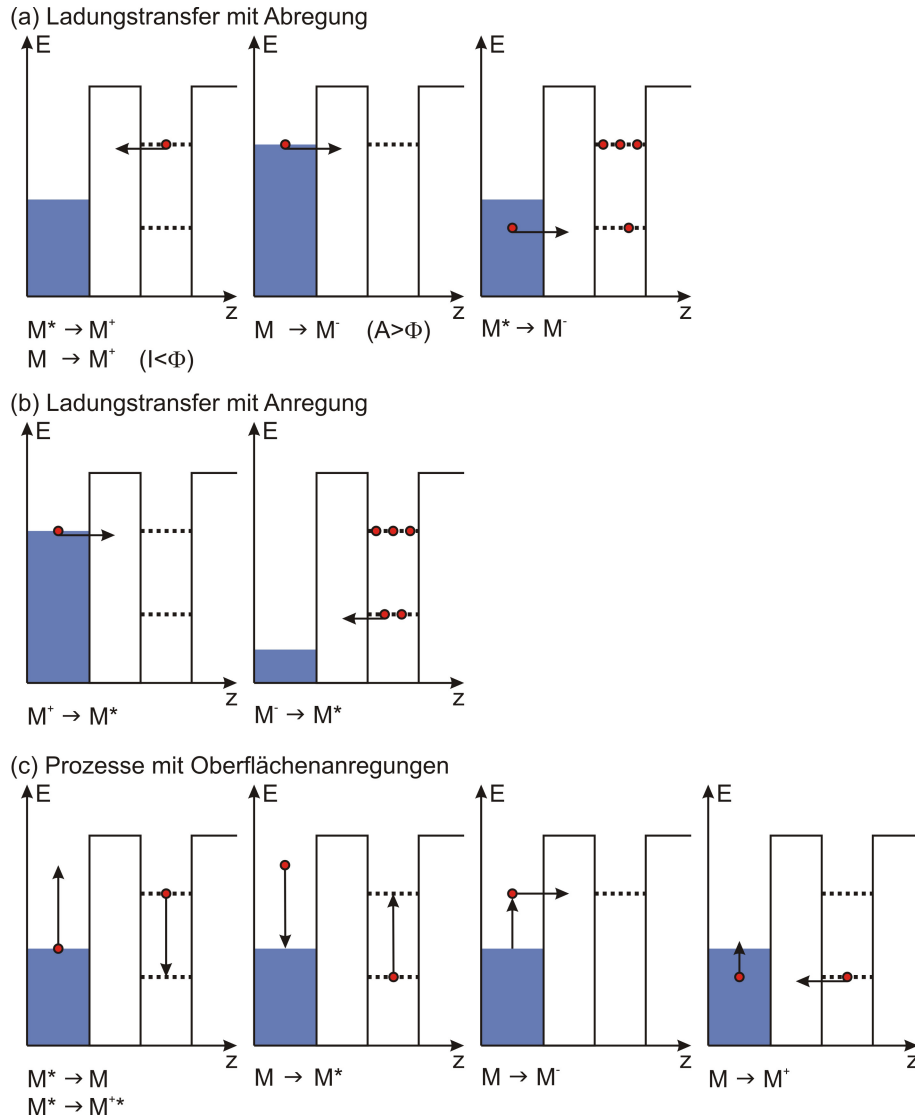 (a) Ladungstransfer mit Abregung
E E E
z z z
M* → M⁺ M → M⁻ (A>Φ) M* → M⁻
M → M⁺ (I<Φ)
(b) Ladungstransfer mit Anregung
E E
z z
M⁺ → M* M⁻ → M*
(c) Prozesse mit Oberflächenanregungen
E E E E
z z z z
M* → M M → M* M → M⁻ M → M⁺
M* → M⁺*